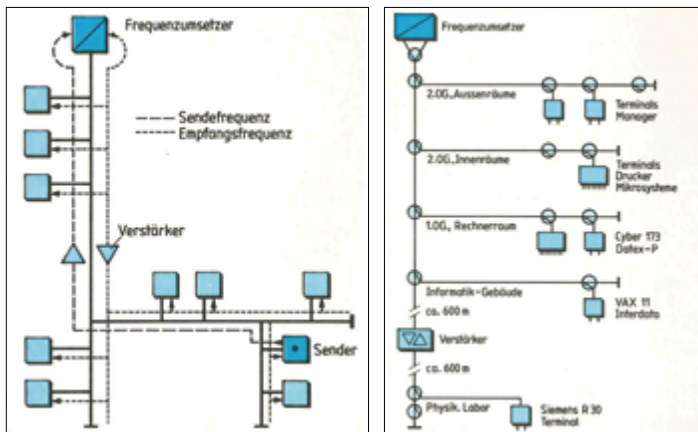 Frequenzumsetzer
Sendefrequenz
Empfangsfrequenz
Verstärker
Sender
Frequenzumsetzer
2.OG., Aussenräume
Terminals
Manager
2.OG., Innenräume
Terminals
Drucker
Mikrosysteme
1.OG., Rechnerraum
Cyber 173
Datex-P
Informatik-Gebäude
ca. 600 m
VAX 11
Interdata
Verstärker
ca. 600 m
Physik. Labor
Siemens R 30
Terminal